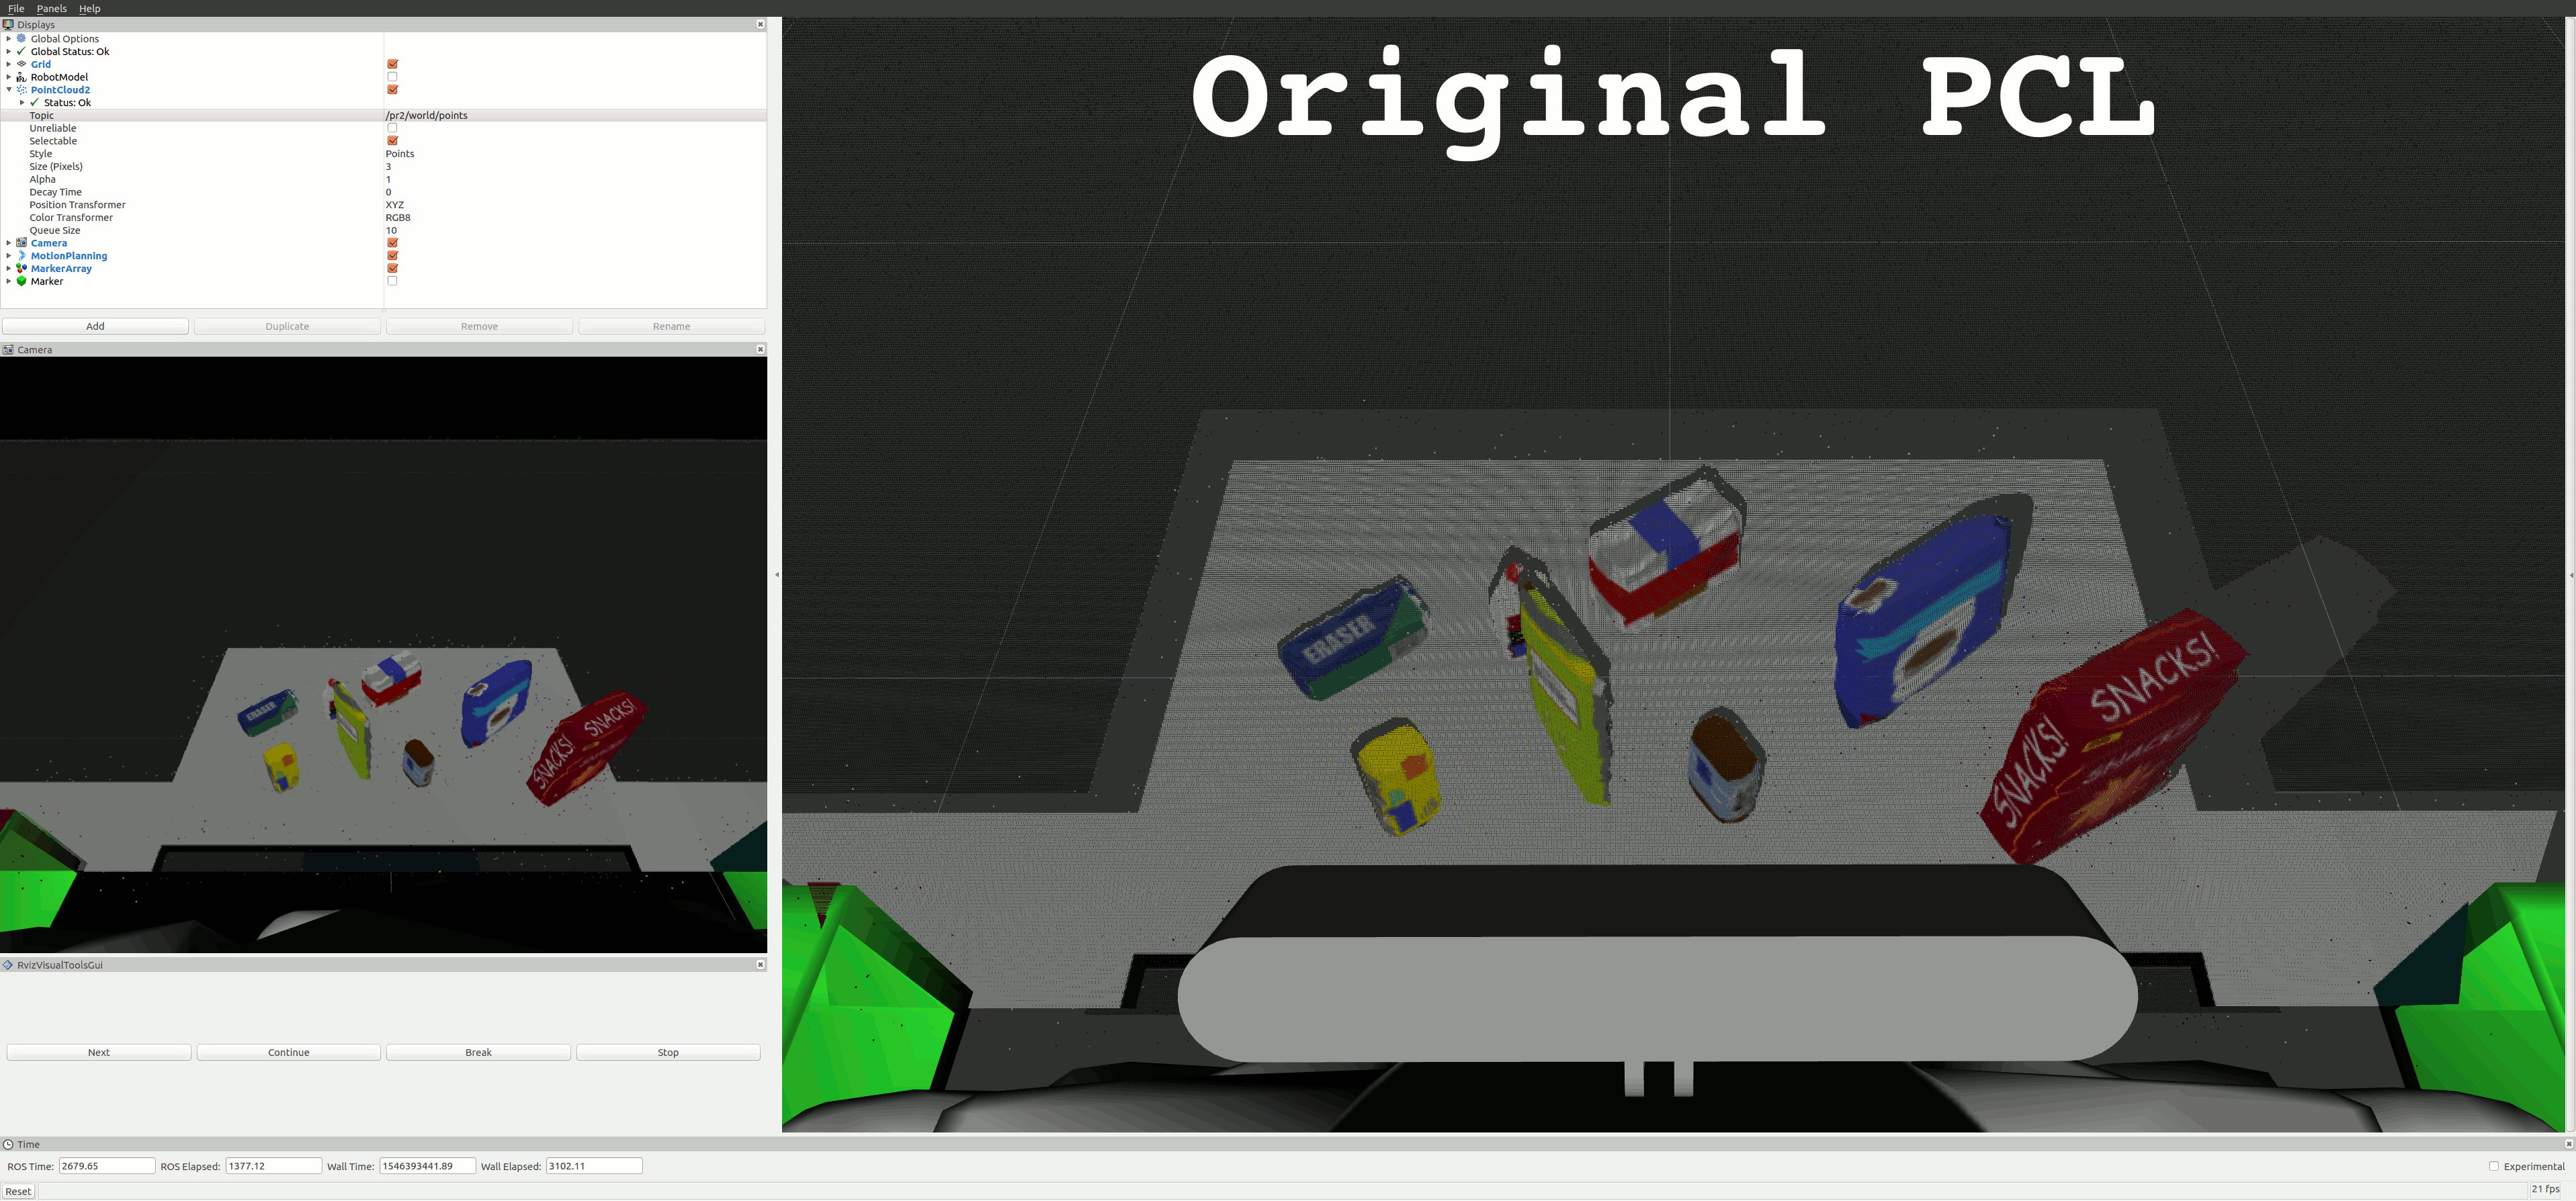 File Panels Help
Displays
Global Options
Global Status: Ok
Grid
RobotModel
PointCloud2
Status: Ok
Topic /pr2/world/points
Unreliable
Selectable
Style Points
Size (Pixels) 3
Alpha 1
Decay Time 0
Position Transformer XYZ
Color Transformer RGB8
Queue Size 10
Camera
MotionPlanning
MarkerArray
Marker
Add Duplicate Remove Rename
Camera
ERASER
SNACKS! SNACKS!
RvizVisualToolsGui
Next Continue Break Stop
Original PCL
ERASER
SNACKS!
SNACKS!
Time
ROS Time: 2679.65 ROS Elapsed: 1377.12 Wall Time: 1546393441.89 Wall Elapsed: 3102.11 Experimental
Reset 21 fps